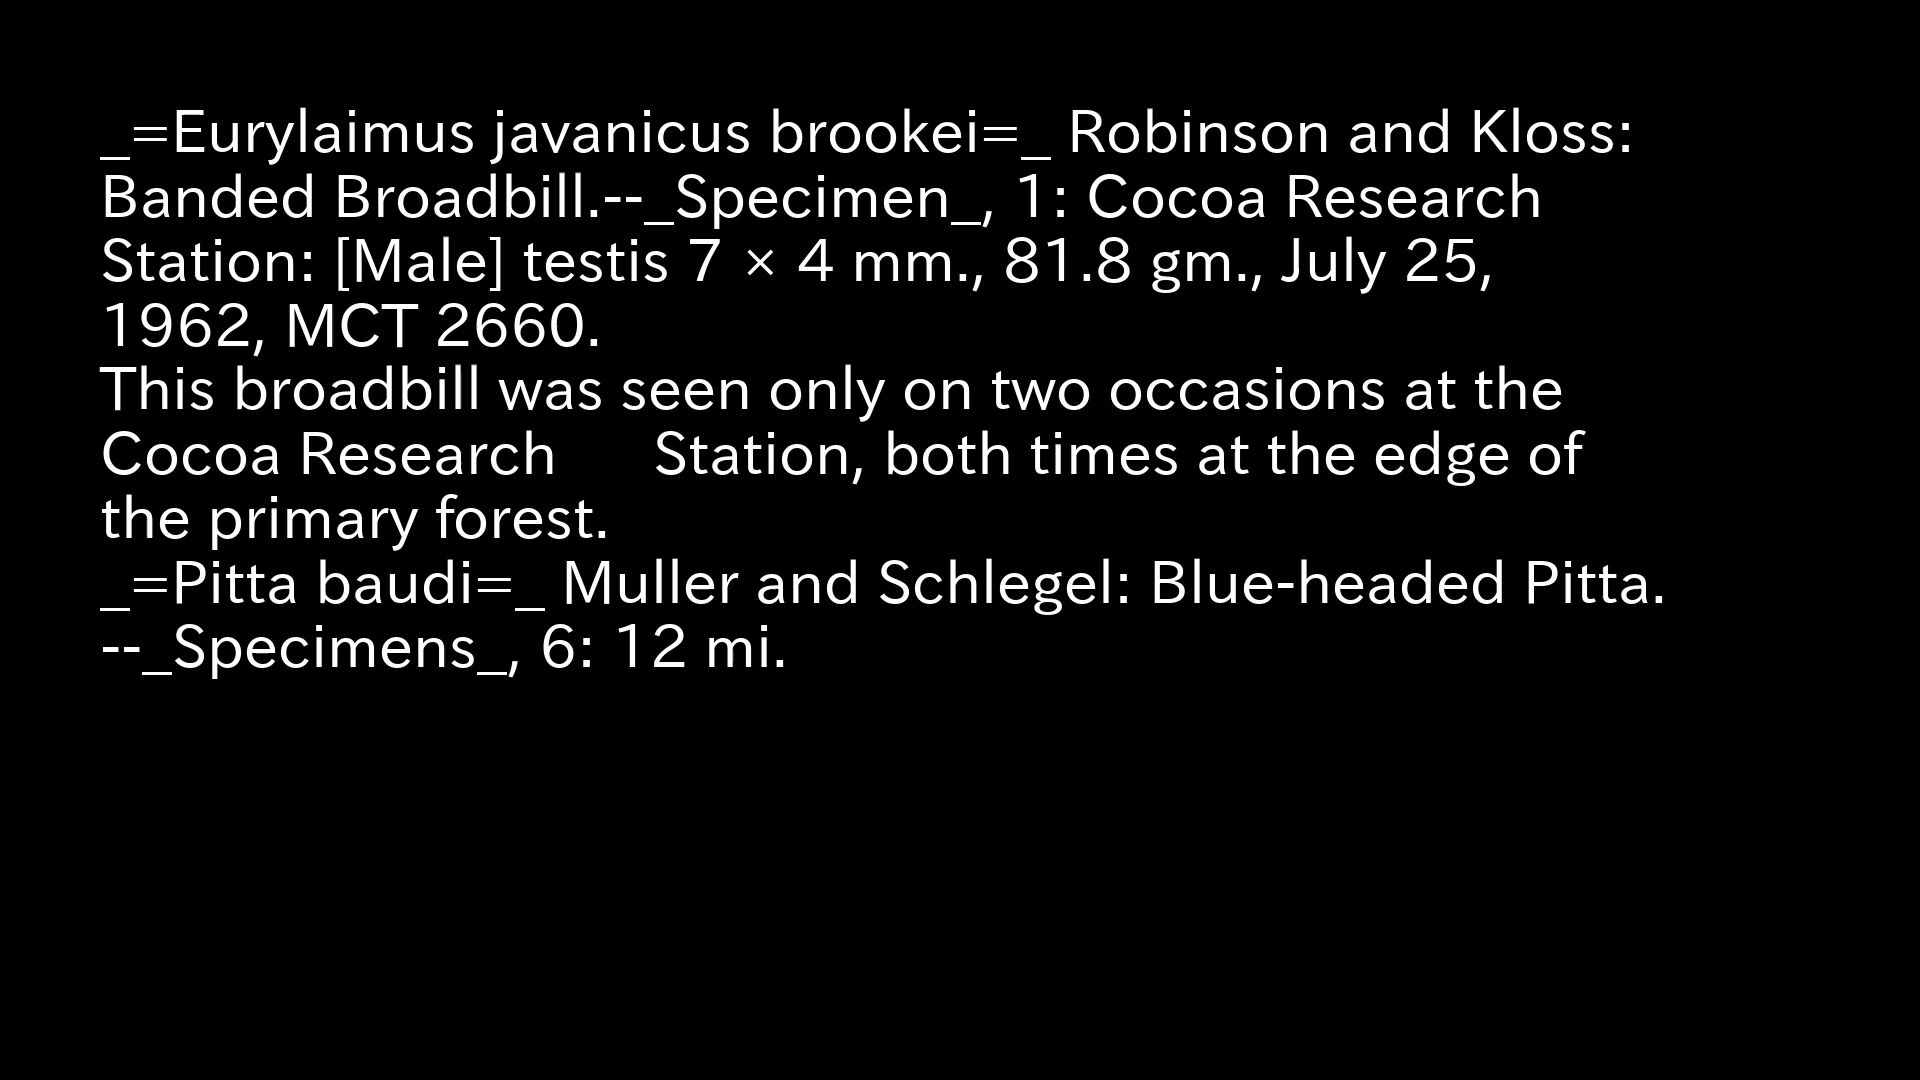 _=Eurylaimus javanicus brookei=_ Robinson and Kloss:
Banded Broadbill.--_Specimen_, 1: Cocoa Research
Station: [Male] testis 7 × 4 mm., 81.8 gm., July 25,
1962, MCT 2660.
This broadbill was seen only on two occasions at the
Cocoa Research      Station, both times at the edge of
the primary forest.
_=Pitta baudi=_ Muller and Schlegel: Blue-headed Pitta.
--_Specimens_, 6: 12 mi.